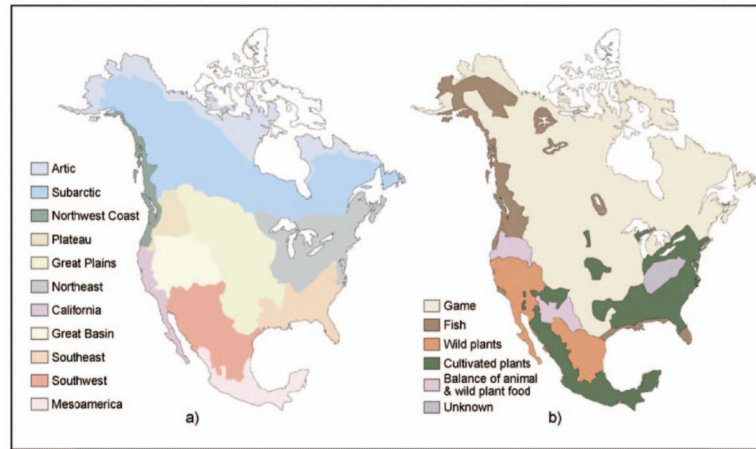 Artic
Subarctic
Northwest Coast
Plateau
Great Plains
Northeast
California
Great Basin
Southeast
Southwest
Mesoamerica
a)
Game
Fish
Wild plants
Cultivated plants
Balance of animal
& wild plant food
Unknown
b)